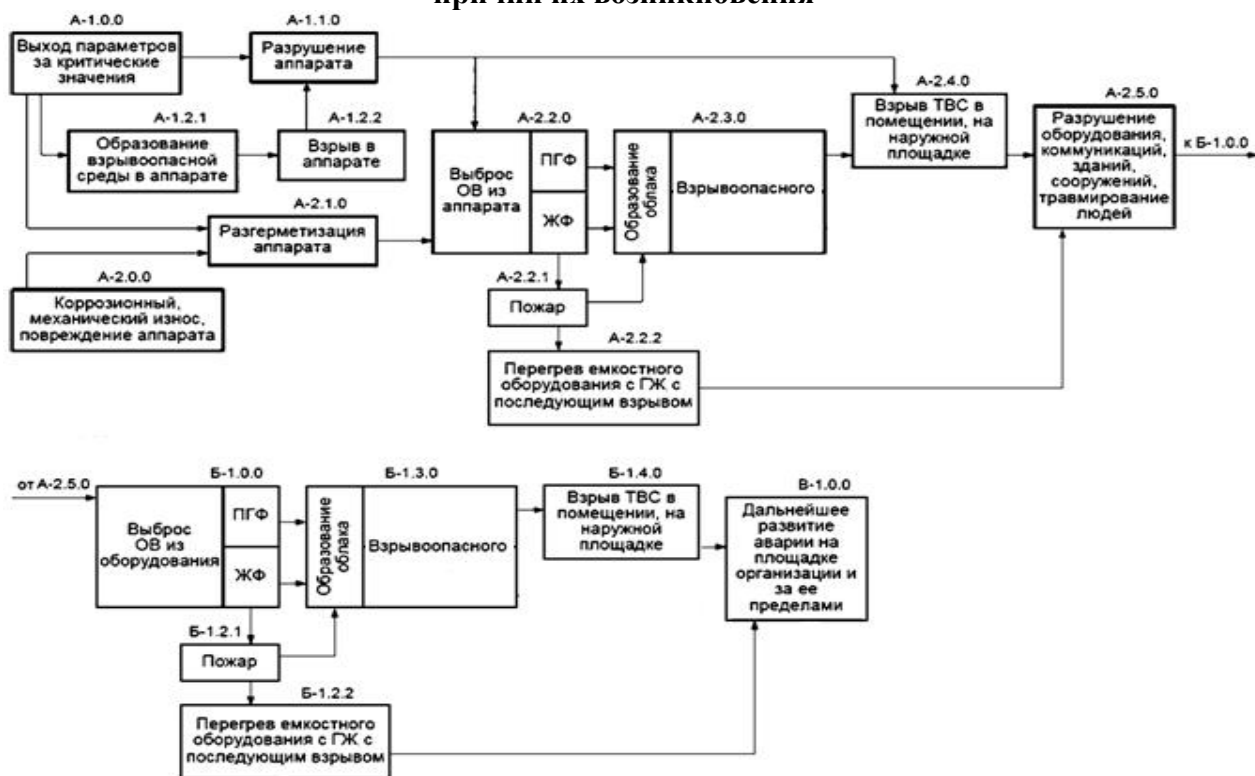 причин их возникновения
А-1.0.0
Выход параметров
за критические
значения
А-1.1.0
Разрушение
аппарата
А-1.2.1
Образование
взрывоопасной
среды в аппарате
А-1.2.2
Взрыв в
аппарате
А-2.1.0
Разгерметизация
аппарата
А-2.0.0
Коррозионный,
механический износ,
повреждение аппарата
А-2.2.0
Выброс
ОВ из
аппарата
ПГФ
ЖФ
А-2.3.0
Образование
облака
Взрывоопасного
А-2.2.1
Пожар
А-2.2.2
Перегрев емкостного
оборудования с ГЖ с
последующим взрывом
А-2.4.0
Взрыв ТВС в
помещении, на
наружной
площадке
А-2.5.0
Разрушение
оборудования,
коммуникаций,
зданий,
сооружений,
травмирование
людей
к Б-1.0.0
от А-2.5.0
Б-1.0.0
Выброс
ОВ из
оборудования
ПГФ
ЖФ
Б-1.3.0
Образование
облака
Взрывоопасного
Б-1.2.1
Пожар
Б-1.2.2
Перегрев емкостного
оборудования с ГЖ с
последующим взрывом
Б-1.4.0
Взрыв ТВС в
помещении, на
наружной
площадке
В-1.0.0
Дальнейшее
развитие
аварии на
площадке
организации и
за ее
пределами